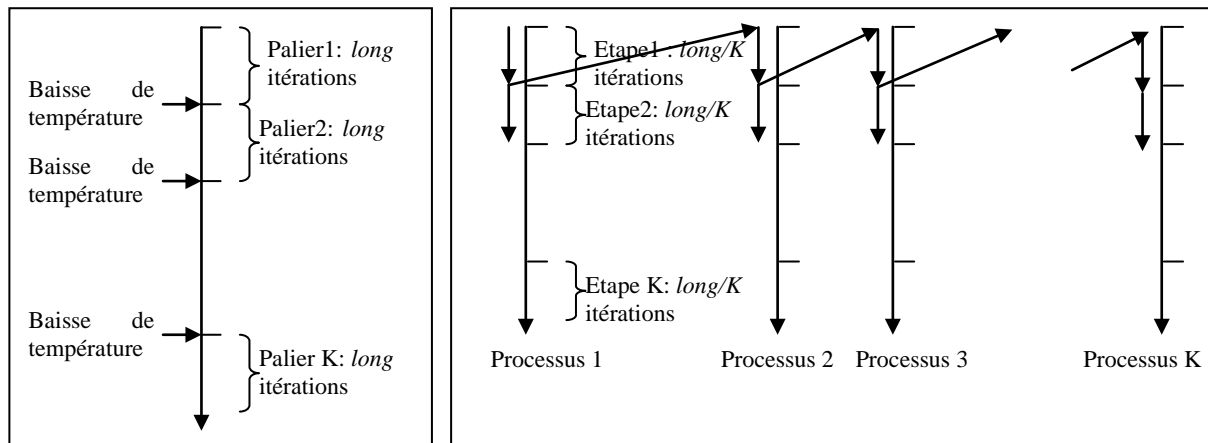 Palier1: long
itérations
Baisse de
température
Palier2: long
itérations
Baisse de
température
Baisse de
température
Palier K: long
itérations
Etape1 : long/K
itérations
Etape2: long/K
itérations
Etape K: long/K
itérations
Processus 1
Processus 2
Processus 3
Processus K